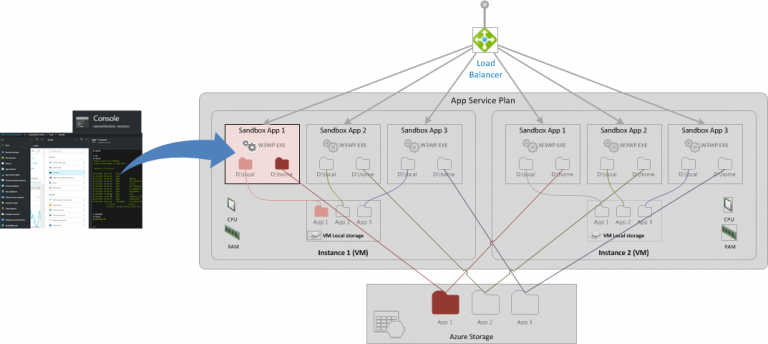 Load
Balancer
App Service Plan
Console
Sandbox App 1
Sandbox App 2
Sandbox App 3
Sandbox App 1
Sandbox App 2
Sandbox App 3
W3WP.EXE
W3WP.EXE
W3WP.EXE
W3WP.EXE
W3WP.EXE
W3WP.EXE
D:\local
D:\home
D:\local
D:\home
D:\local
D:\home
D:\local
D:\home
D:\local
D:\home
D:\local
D:\home
CPU
RAM
App 1
App 2
App 3
VM Local storage
Instance 1 (VM)
App 1
App 2
App 3
VM Local storage
Instance 2 (VM)
CPU
RAM
App 1
App 2
App 3
Azure Storage